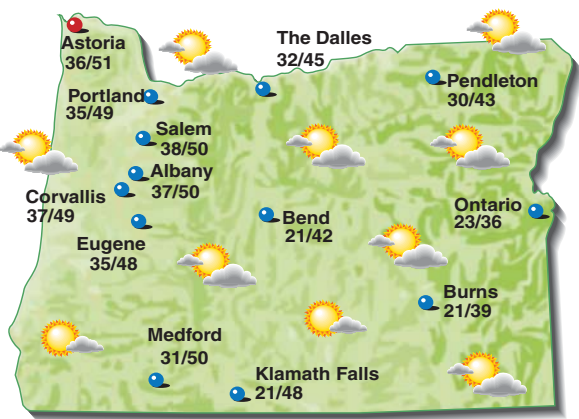 Astoria
36/51
The Dalles
32/45
Pendleton
30/43
Portland
35/49
Salem
38/50
Albany
37/50
Corvallis
37/49
Eugene
35/48
Bend
21/42
Ontario
23/36
Burns
21/39
Medford
31/50
Klamath Falls
21/48